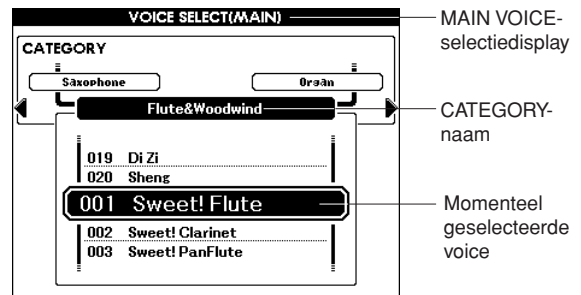 VOICE SELECT(MAIN)
MAIN VOICE-
selectiedisplay
CATEGORY
Saxophone
Organ
Flute&Woodwind
CATEGORY-
naam
019 Di Zi
020 Sheng
001 Sweet! Flute
Momenteel
geselecteerde
voice
002 Sweet! Clarinet
003 Sweet! PanFlute